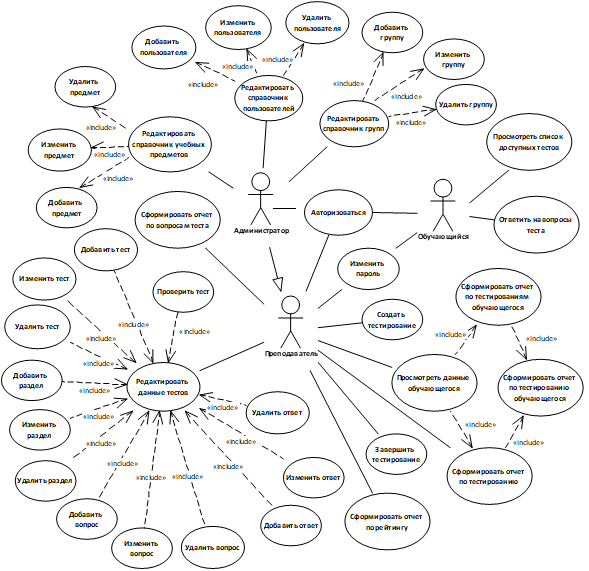 Изменить
пользователя
Удалить
пользователя
Добавить
группу
Добавить
пользователя
Изменить
группу
«include»
«include»
«include»
Удалить
предмет
Редактировать
справочник
пользователей
«include»
«include»
Удалить группу
«include»
Редактировать
справочник групп
«include»
Изменить
предмет
Редактировать
справочник учебных
предметов
Просмотреть список
доступных тестов
«include»
«include»
Добавить
предмет
Сформировать отчет
по вопросам теста
Авторизоваться
Администратор
Обучающийся
Ответить на вопросы
теста
Добавить тест
Изменить
пароль
Изменить тест
Проверить тест
Сформировать отчет
по тестированиям
обучающегося
Удалить тест
«include»
«include»
Создать
тестирование
«include»
«include»
«include»
«include»
Преподаватель
Добавить
раздел
«include»
Редактировать
данные тестов
Просмотреть данные
обучающегося
Сформировать отчет
по тестированию
обучающегося
Изменить
раздел
«include»
«include»
Удалить ответ
«include»
«include»
«include»
Завершить
тестирование
Удалить раздел
«include»
«include»
«include»
«include»
Изменить ответ
Сформировать отчет
по тестированию
Добавить
вопрос
Добавить ответ
Сформировать отчет
по рейтингу
Изменить
вопрос
Удалить вопрос